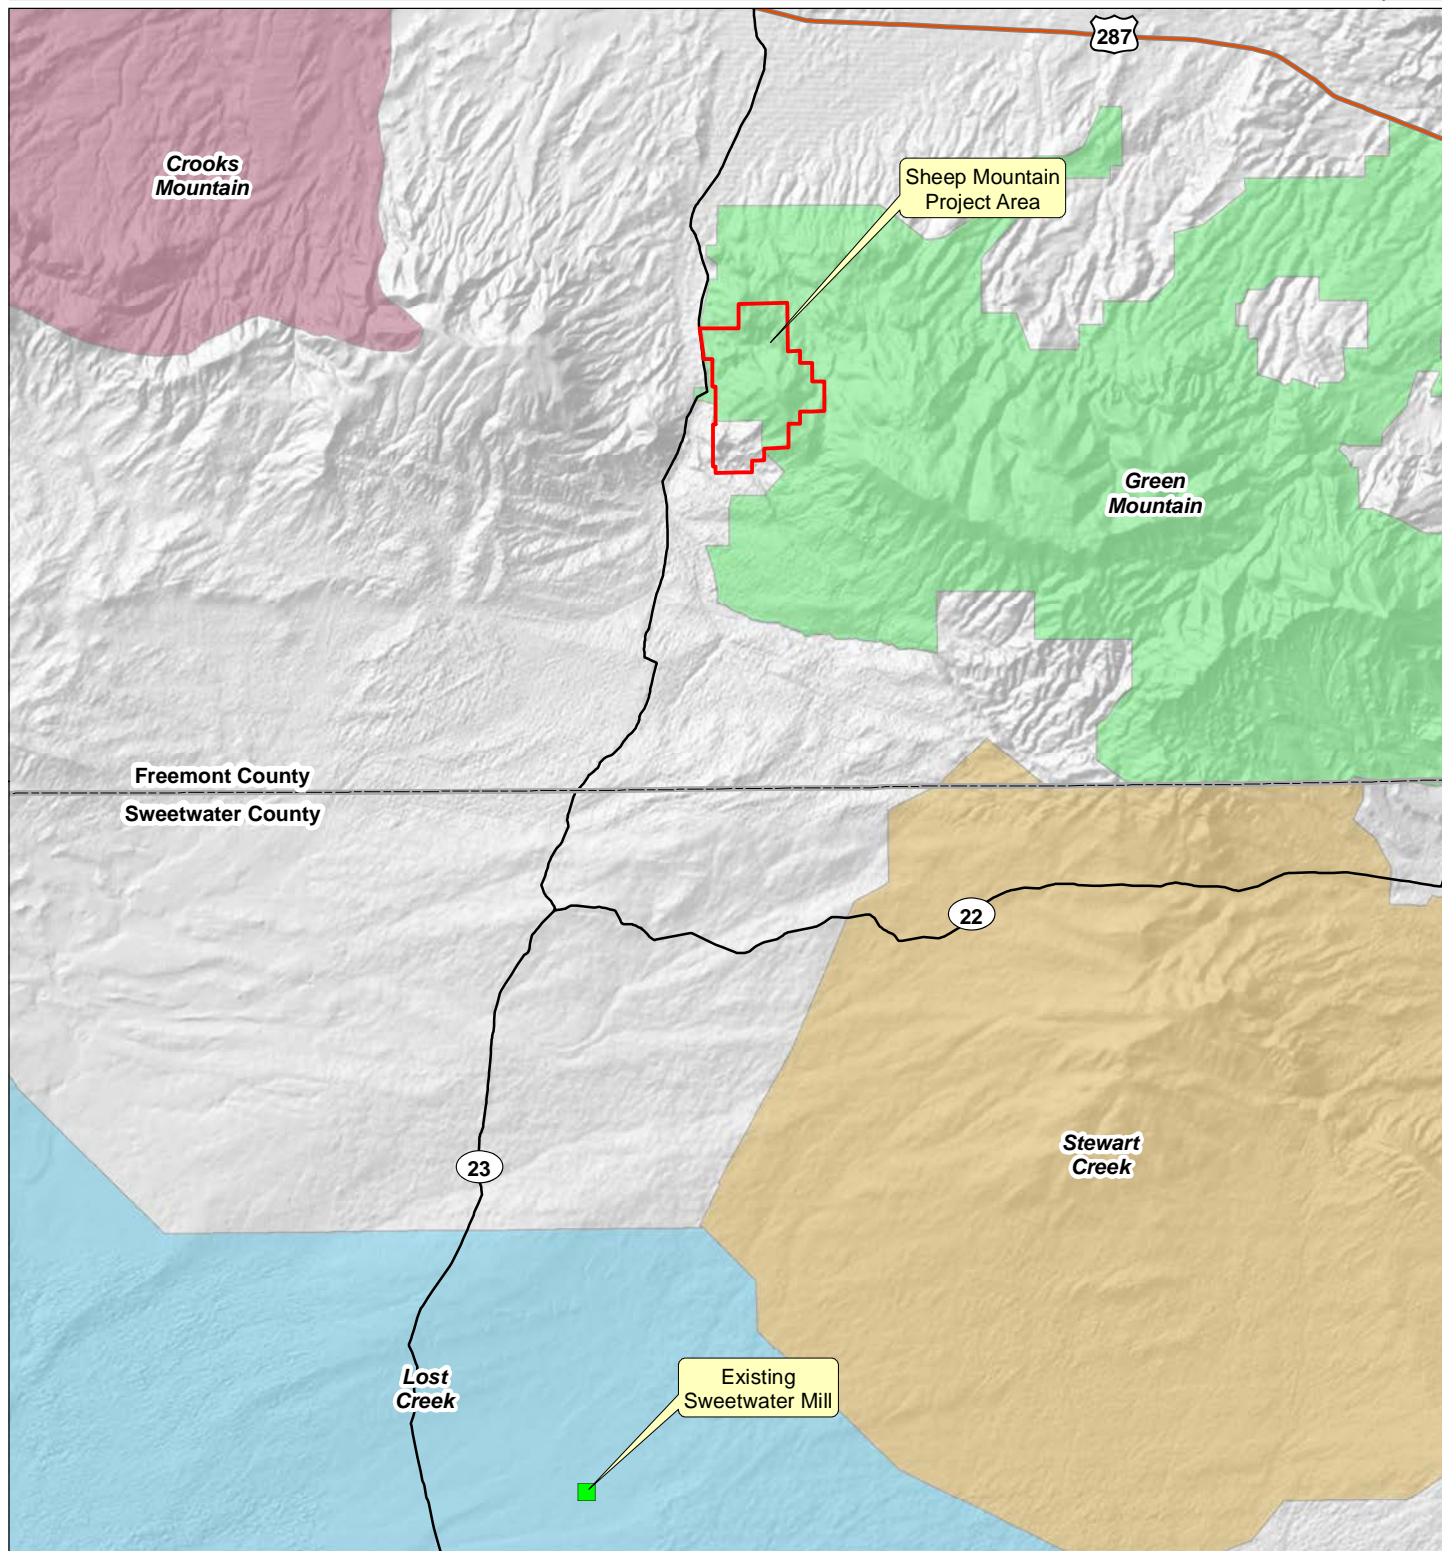 287
Crooks
Mountain
Sheep Mountain
Project Area
Green
Mountain
Freemont County
Sweetwater County
22
Stewart
Creek
23
Lost
Creek
Existing
Sweetwater Mill